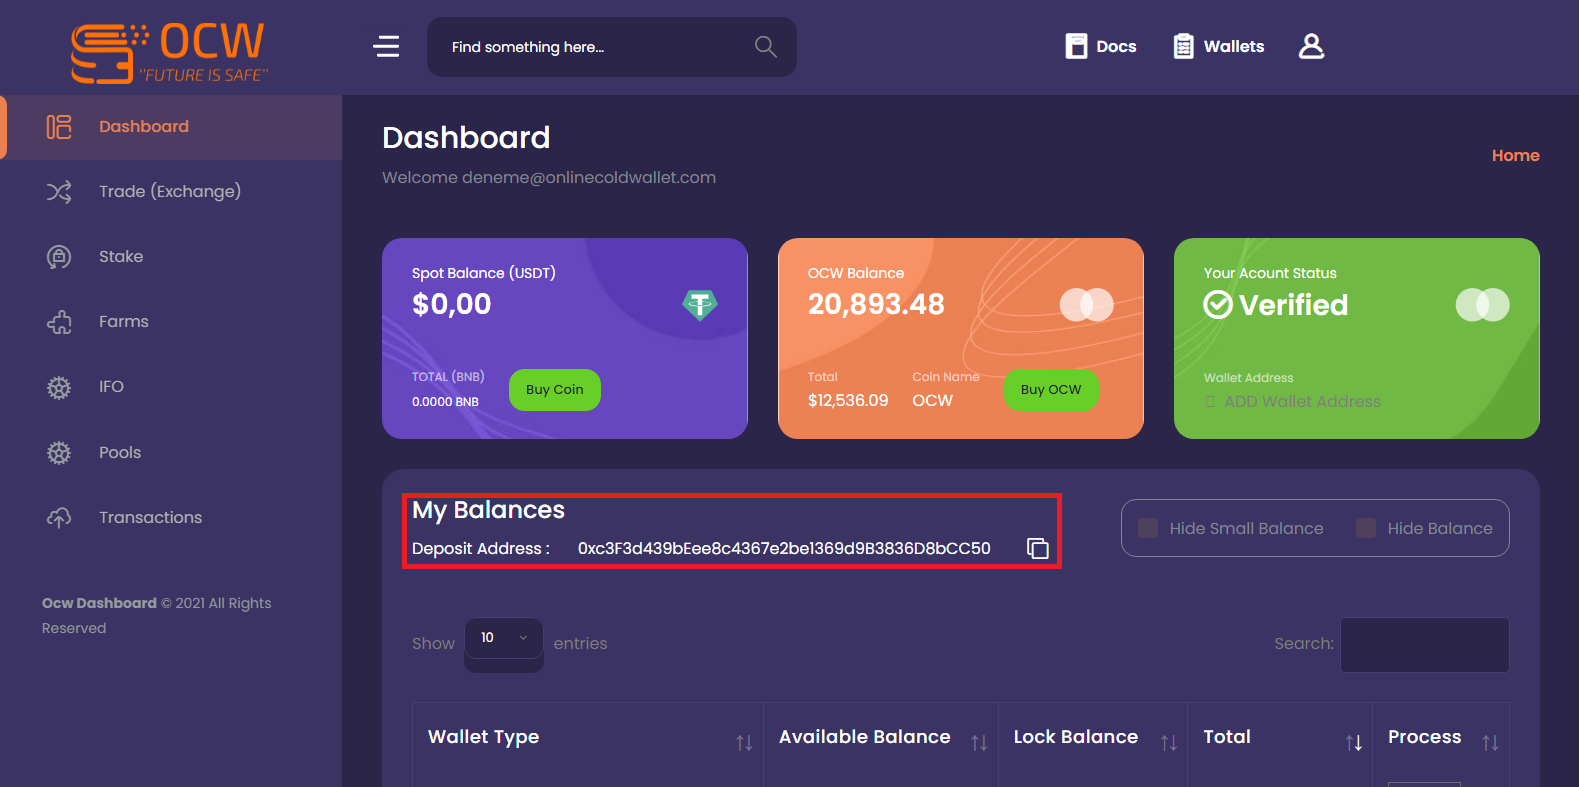 OCW
"FUTURE IS SAFE"
Find something here...
Docs
Wallets
Dashboard
Trade (Exchange)
Stake
Farms
IFO
Pools
Transactions
Ocw Dashboard © 2021 All Rights
Reserved
Dashboard
Welcome deneme@onlinecoldwallet.com
Home
Spot Balance (USDT)
$0,00
TOTAL (BNB)
0.0000 BNB
Buy Coin
OCW Balance
20,893.48
Total
$12,536.09
Coin Name
OCW
Buy OCW
Your Acount Status
Verified
Wallet Address
ADD Wallet Address
My Balances
Deposit Address : 0xc3F3d439bEee8c4367e2be1369d9B3836D8bCC50
Hide Small Balance
Hide Balance
Show 10 entries
Search:
Wallet Type
Available Balance
Lock Balance
Total
Process